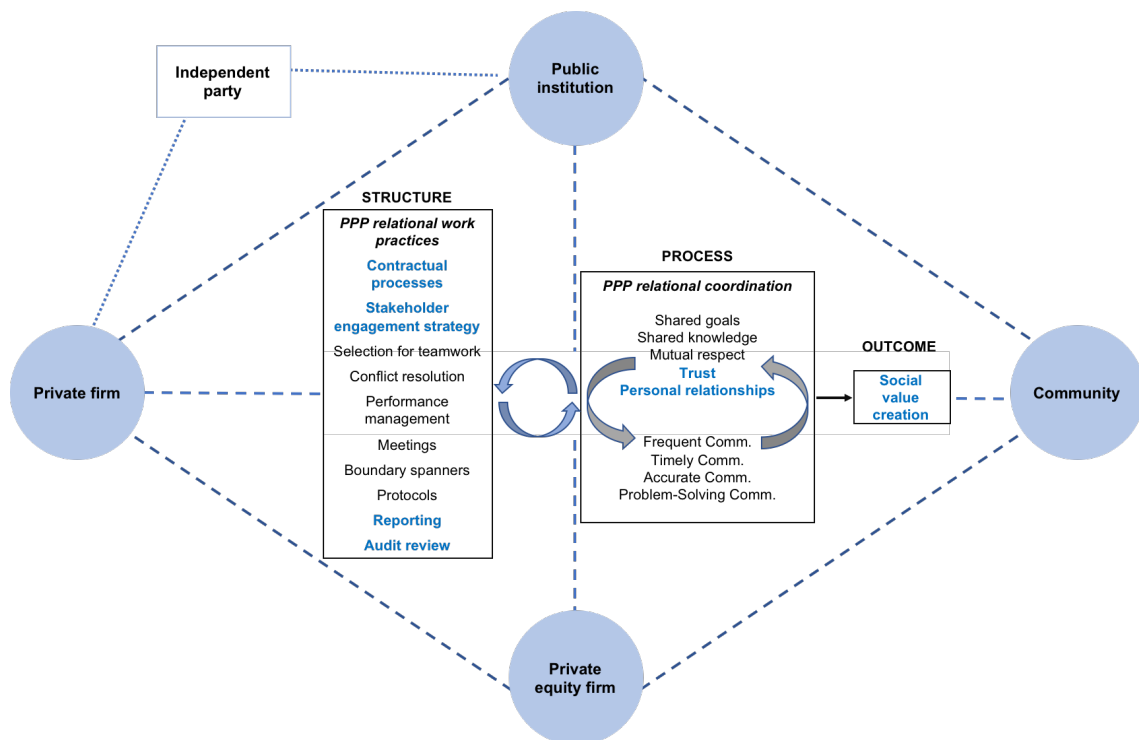 Independent
party
Public
institution
STRUCTURE
PPP relational work
practices
Contractual
processes
Stakeholder
engagement strategy
Selection for teamwork
Conflict resolution
Performance
management
Meetings
Boundary spanners
Protocols
Reporting
Audit review
PROCESS
PPP relational coordination
Shared goals
Shared knowledge
Mutual respect
Trust
Personal relationships
Frequent Comm.
Timely Comm.
Accurate Comm.
Problem-Solving Comm.
OUTCOME
Social
value
creation
Private firm
Community
Private
equity firm